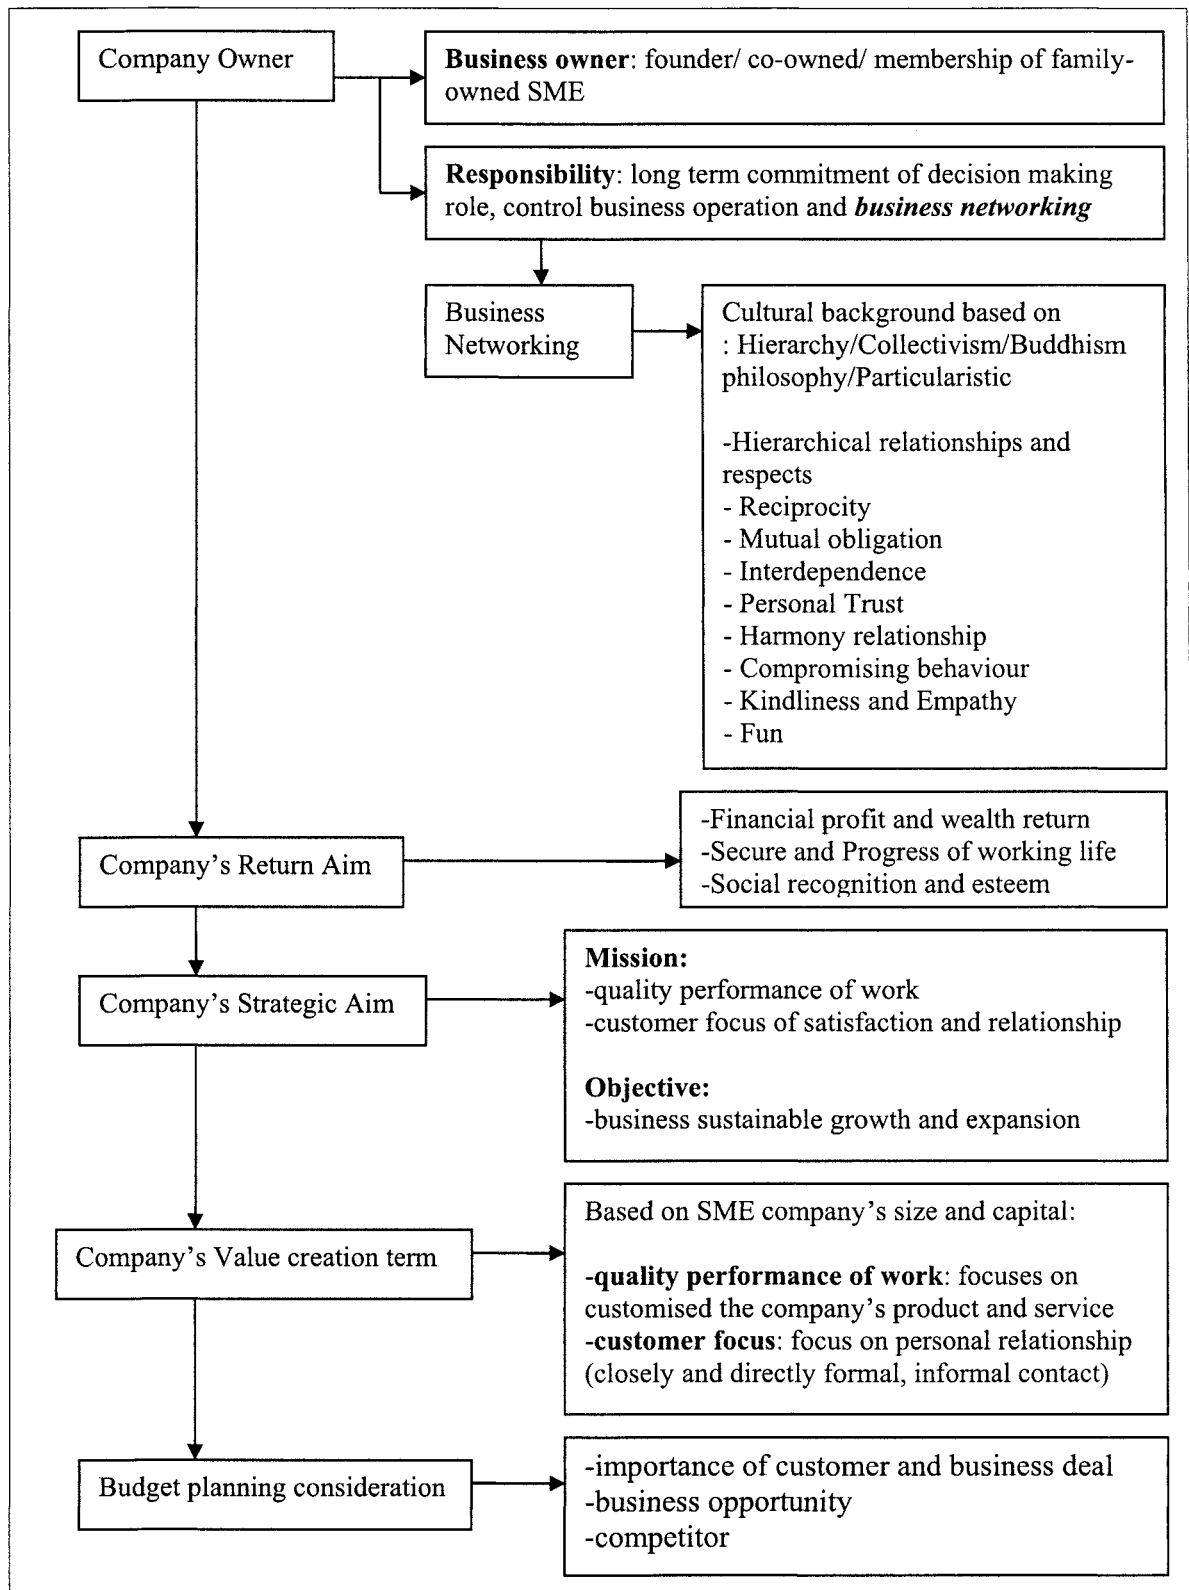 Company Owner
Business owner: founder/ co-owned/ membership of family-
owned SME
Responsibility: long term commitment of decision making
role, control business operation and business networking
Business
Networking
Cultural background based on
: Hierarchy/Collectivism/Buddhism
philosophy/Particularistic
-Hierarchical relationships and
respects
- Reciprocity
- Mutual obligation
- Interdependence
- Personal Trust
- Harmony relationship
- Compromising behaviour
- Kindliness and Empathy
- Fun
Company's Return Aim
-Financial profit and wealth return
-Secure and Progress of working life
-Social recognition and esteem
Company's Strategic Aim
Mission:
-quality performance of work
-customer focus of satisfaction and relationship
Objective:
-business sustainable growth and expansion
Company's Value creation term
Based on SME company's size and capital:
-quality performance of work: focuses on
customised the company's product and service
-customer focus: focus on personal relationship
(closely and directly formal, informal contact)
Budget planning consideration
-importance of customer and business deal
-business opportunity
-competitor